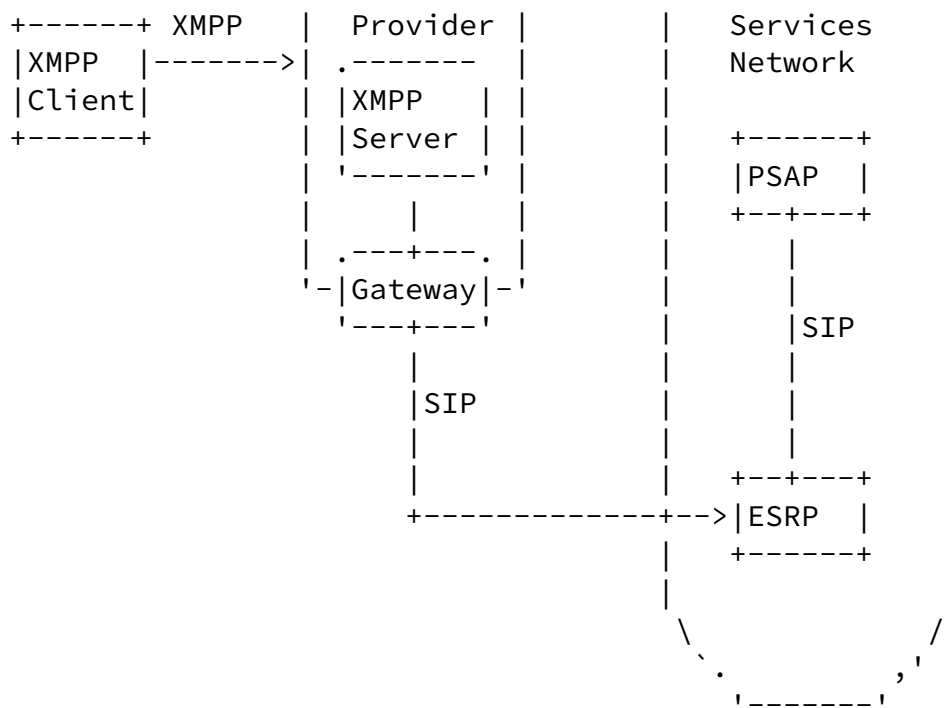 +------+ XMPP   |  Provider |        |   Services
|XMPP  |------->| .-------  |        |   Network
|Client|        | |XMPP   | |        |
+------+        | |Server | |        |   +------+
                | '-------' |        |   |PSAP  |
                |     |     |        |   +--+---+
                | .---+---. |        |      |
                '-|Gateway|-'        |      |
                  '---+---'          |      |SIP
                      |              |      |
                      |SIP           |      |
                      |              |      |
                      |              |   +--+---+
                      +--------------+-->|ESRP  |
                                     |   +------+
                                     |
                                      \             /
                                       `.         ,'
                                         '-------'